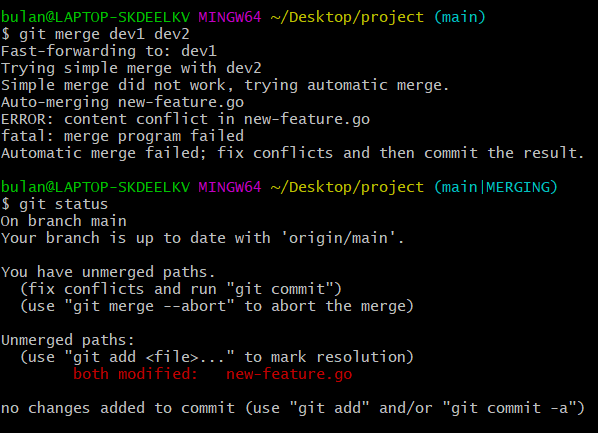 bulan@LAPTOP-SKDEELKV MINGW64 ~/Desktop/project (main)
$ git merge dev1 dev2
Fast-forwarding to: dev1
Trying simple merge with dev2
Simple merge did not work, trying automatic merge.
Auto-merging new-feature.go
ERROR: content conflict in new-feature.go
fatal: merge program failed
Automatic merge failed; fix conflicts and then commit the result.

bulan@LAPTOP-SKDEELKV MINGW64 ~/Desktop/project (main|MERGING)
$ git status
On branch main
Your branch is up to date with 'origin/main'.

You have unmerged paths.
  (fix conflicts and run "git commit")
  (use "git merge --abort" to abort the merge)

Unmerged paths:
  (use "git add <file>..." to mark resolution)
        both modified:   new-feature.go

no changes added to commit (use "git add" and/or "git commit -a")